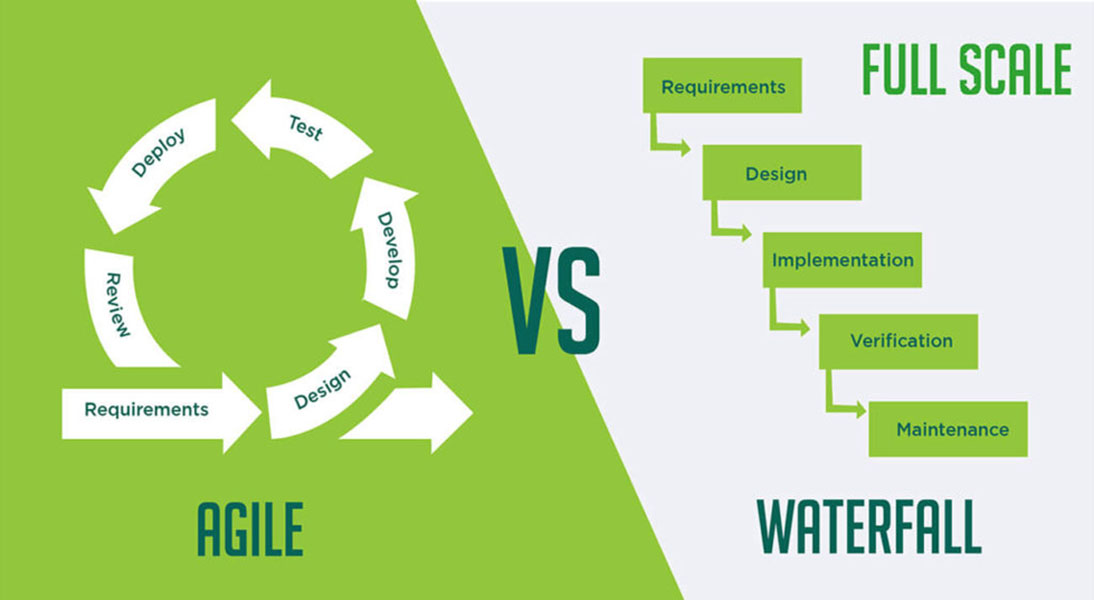 Requirements
Design
Develop
Test
Deploy
Review
AGILE
VS
FULL SCALE
Requirements
Design
Implementation
Verification
Maintenance
WATERFALL